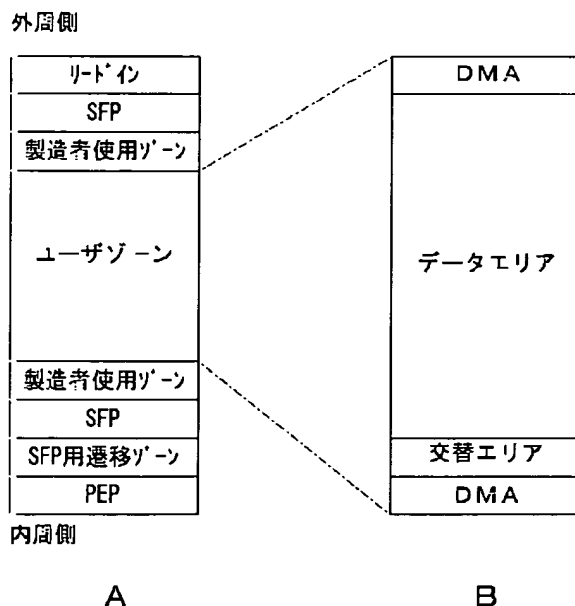 外周側
リードイン
SFP
製造者使用ゾーン
ユーザゾーン
製造者使用ゾーン
SFP
SFP用遷移ゾーン
PEP
内周側
A
DMA
データエリア
交替エリア
DMA
B